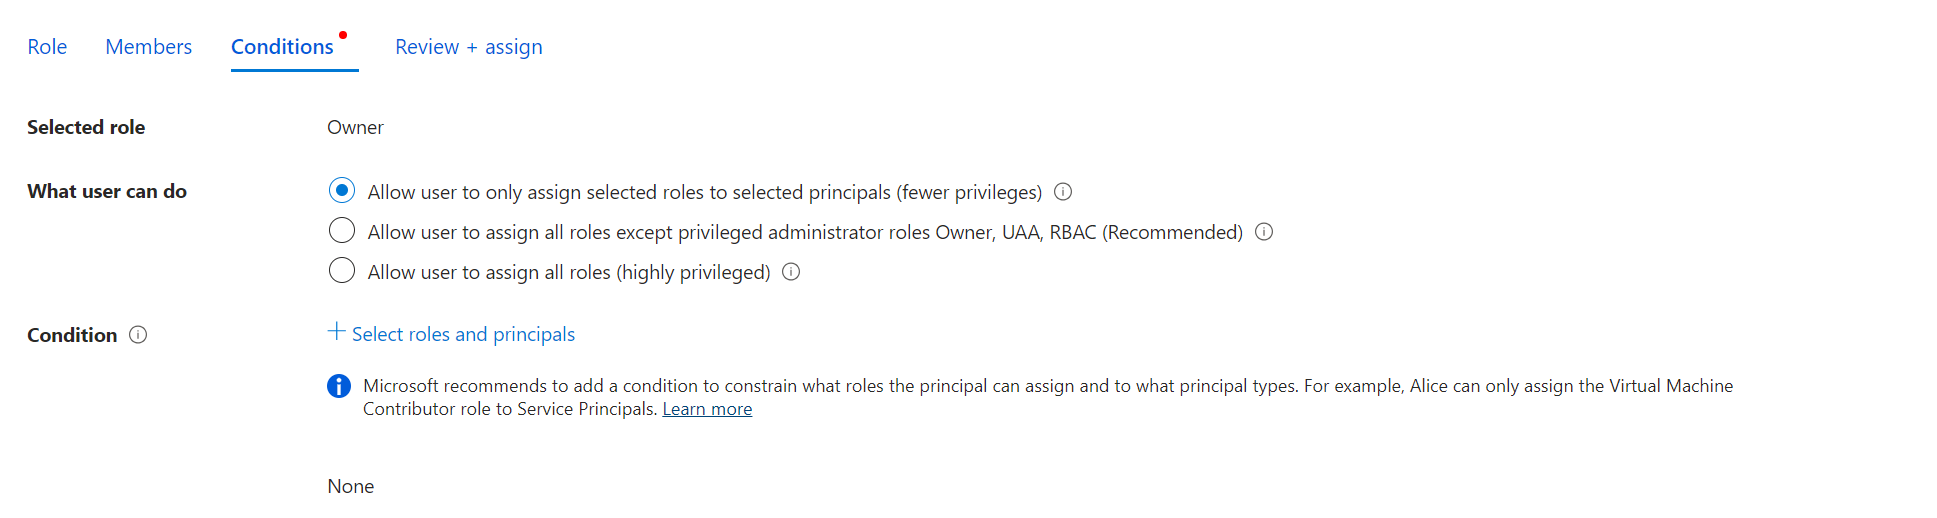 Role Members Conditions Review + assign
Selected role Owner
What user can do Allow user to only assign selected roles to selected principals (fewer privileges)
Allow user to assign all roles except privileged administrator roles Owner, UAA, RBAC (Recommended)
Allow user to assign all roles (highly privileged)
Condition + Select roles and principals
Microsoft recommends to add a condition to constrain what roles the principal can assign and to what principal types. For example, Alice can only assign the Virtual Machine
Contributor role to Service Principals. Learn more
None